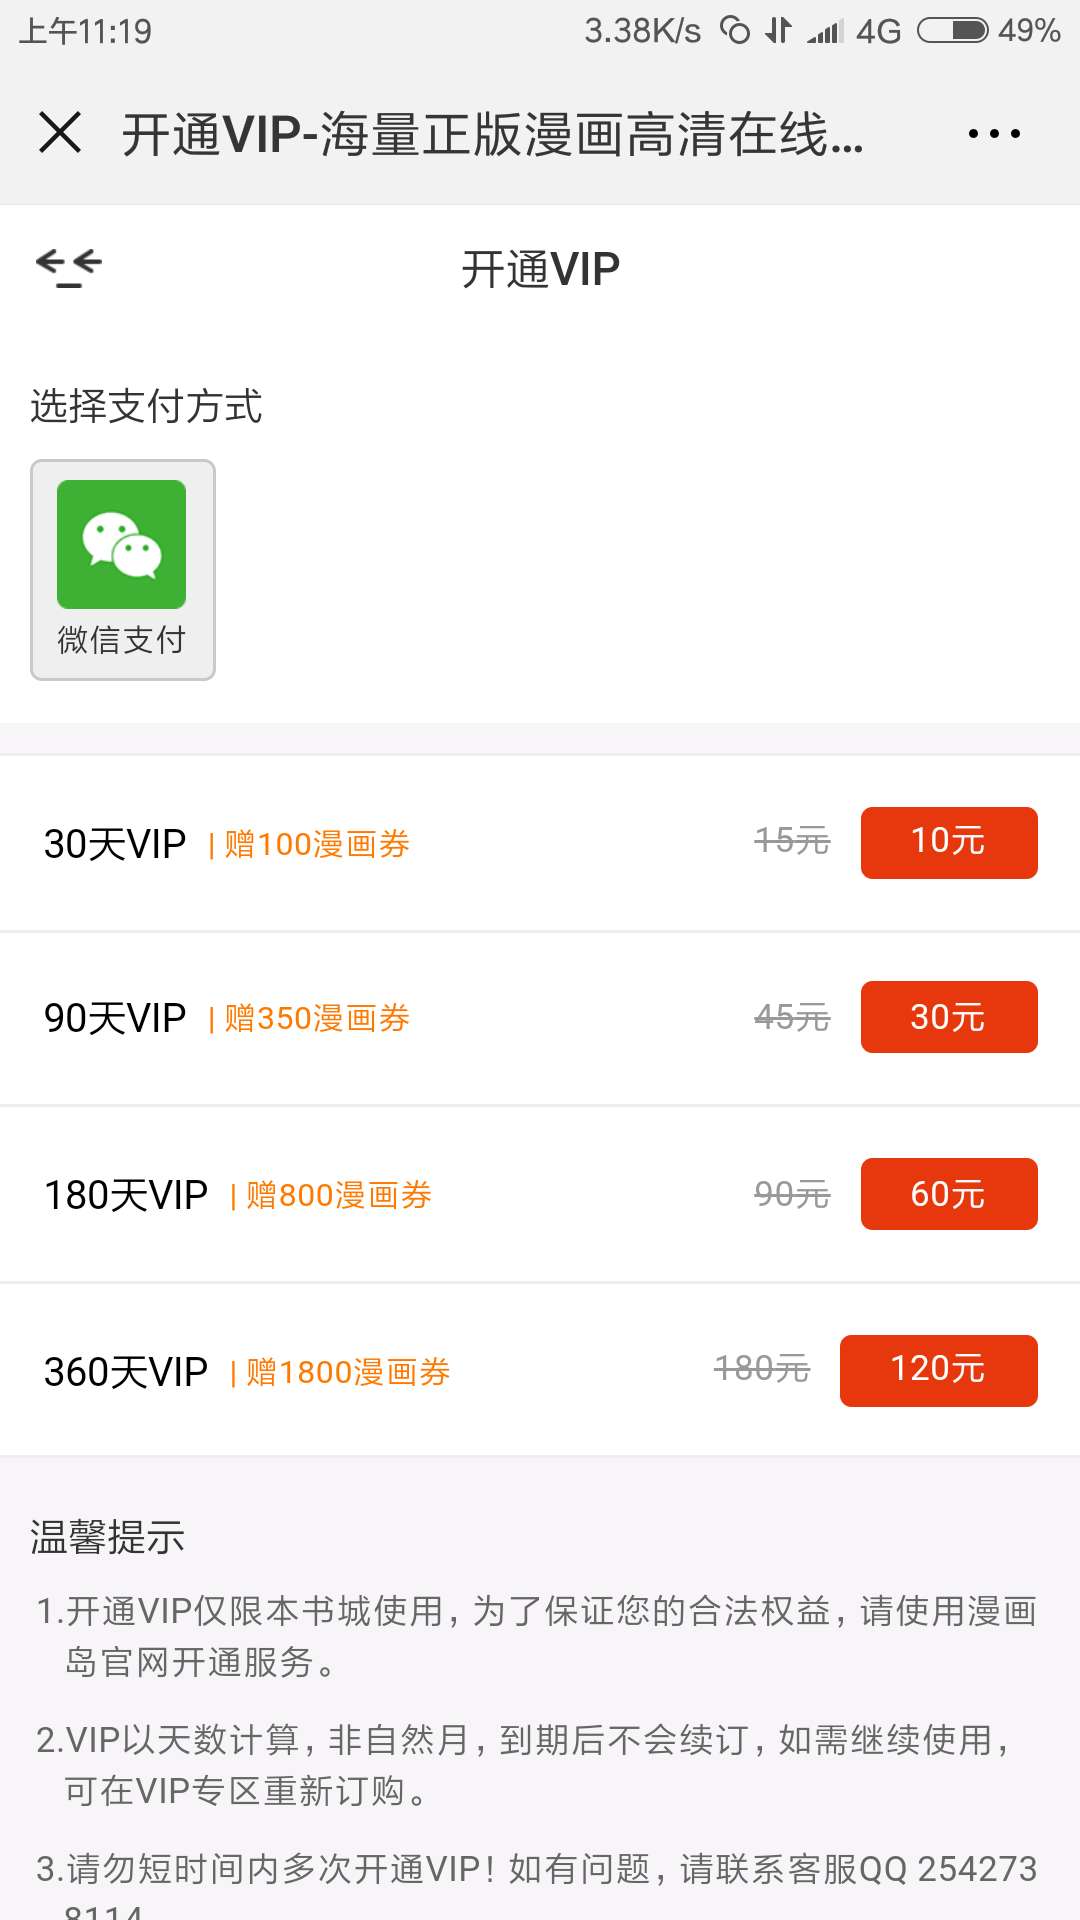 上午11:19 3.38K/s 4G 49%
开通VIP-海量正版漫画高清在线...
开通VIP
选择支付方式
微信支付
30天VIP | 赠100漫画券 15元 10元
90天VIP | 赠350漫画券 45元 30元
180天VIP | 赠800漫画券 90元 60元
360天VIP | 赠1800漫画券 180元 120元
温馨提示
1.开通VIP仅限本书城使用，为了保证您的合法权益，请使用漫画
岛官网开通服务。
2.VIP以天数计算，非自然月，到期后不会续订，如需继续使用，
可在VIP专区重新订购。
3.请勿短时间内多次开通VIP！如有问题，请联系客服QQ 254273
8114